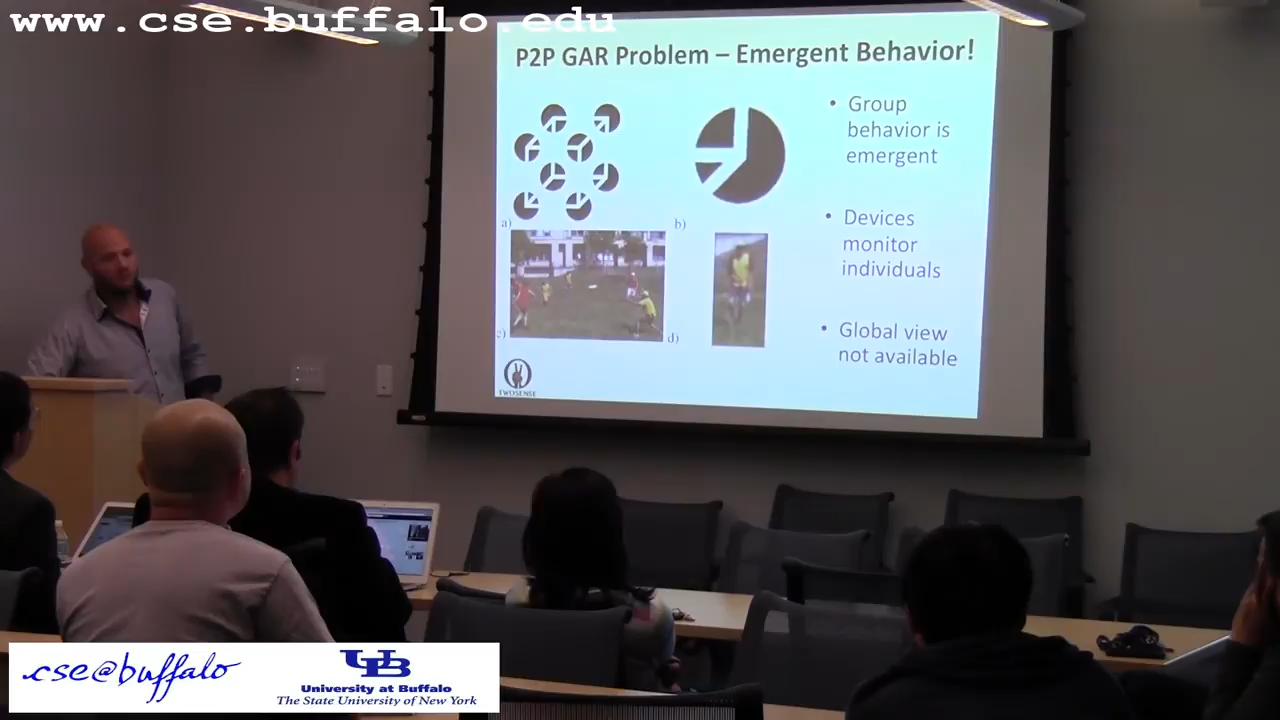 www.cse.buffalo.edu
P2P GAR Problem – Emergent Behavior!
• Group
behavior is
emergent
• Devices
monitor
individuals
• Global view
not available
a)
b)
c)
d)
TWOSENSE
cse@buffalo
UB
University at Buffalo
The State University of New York